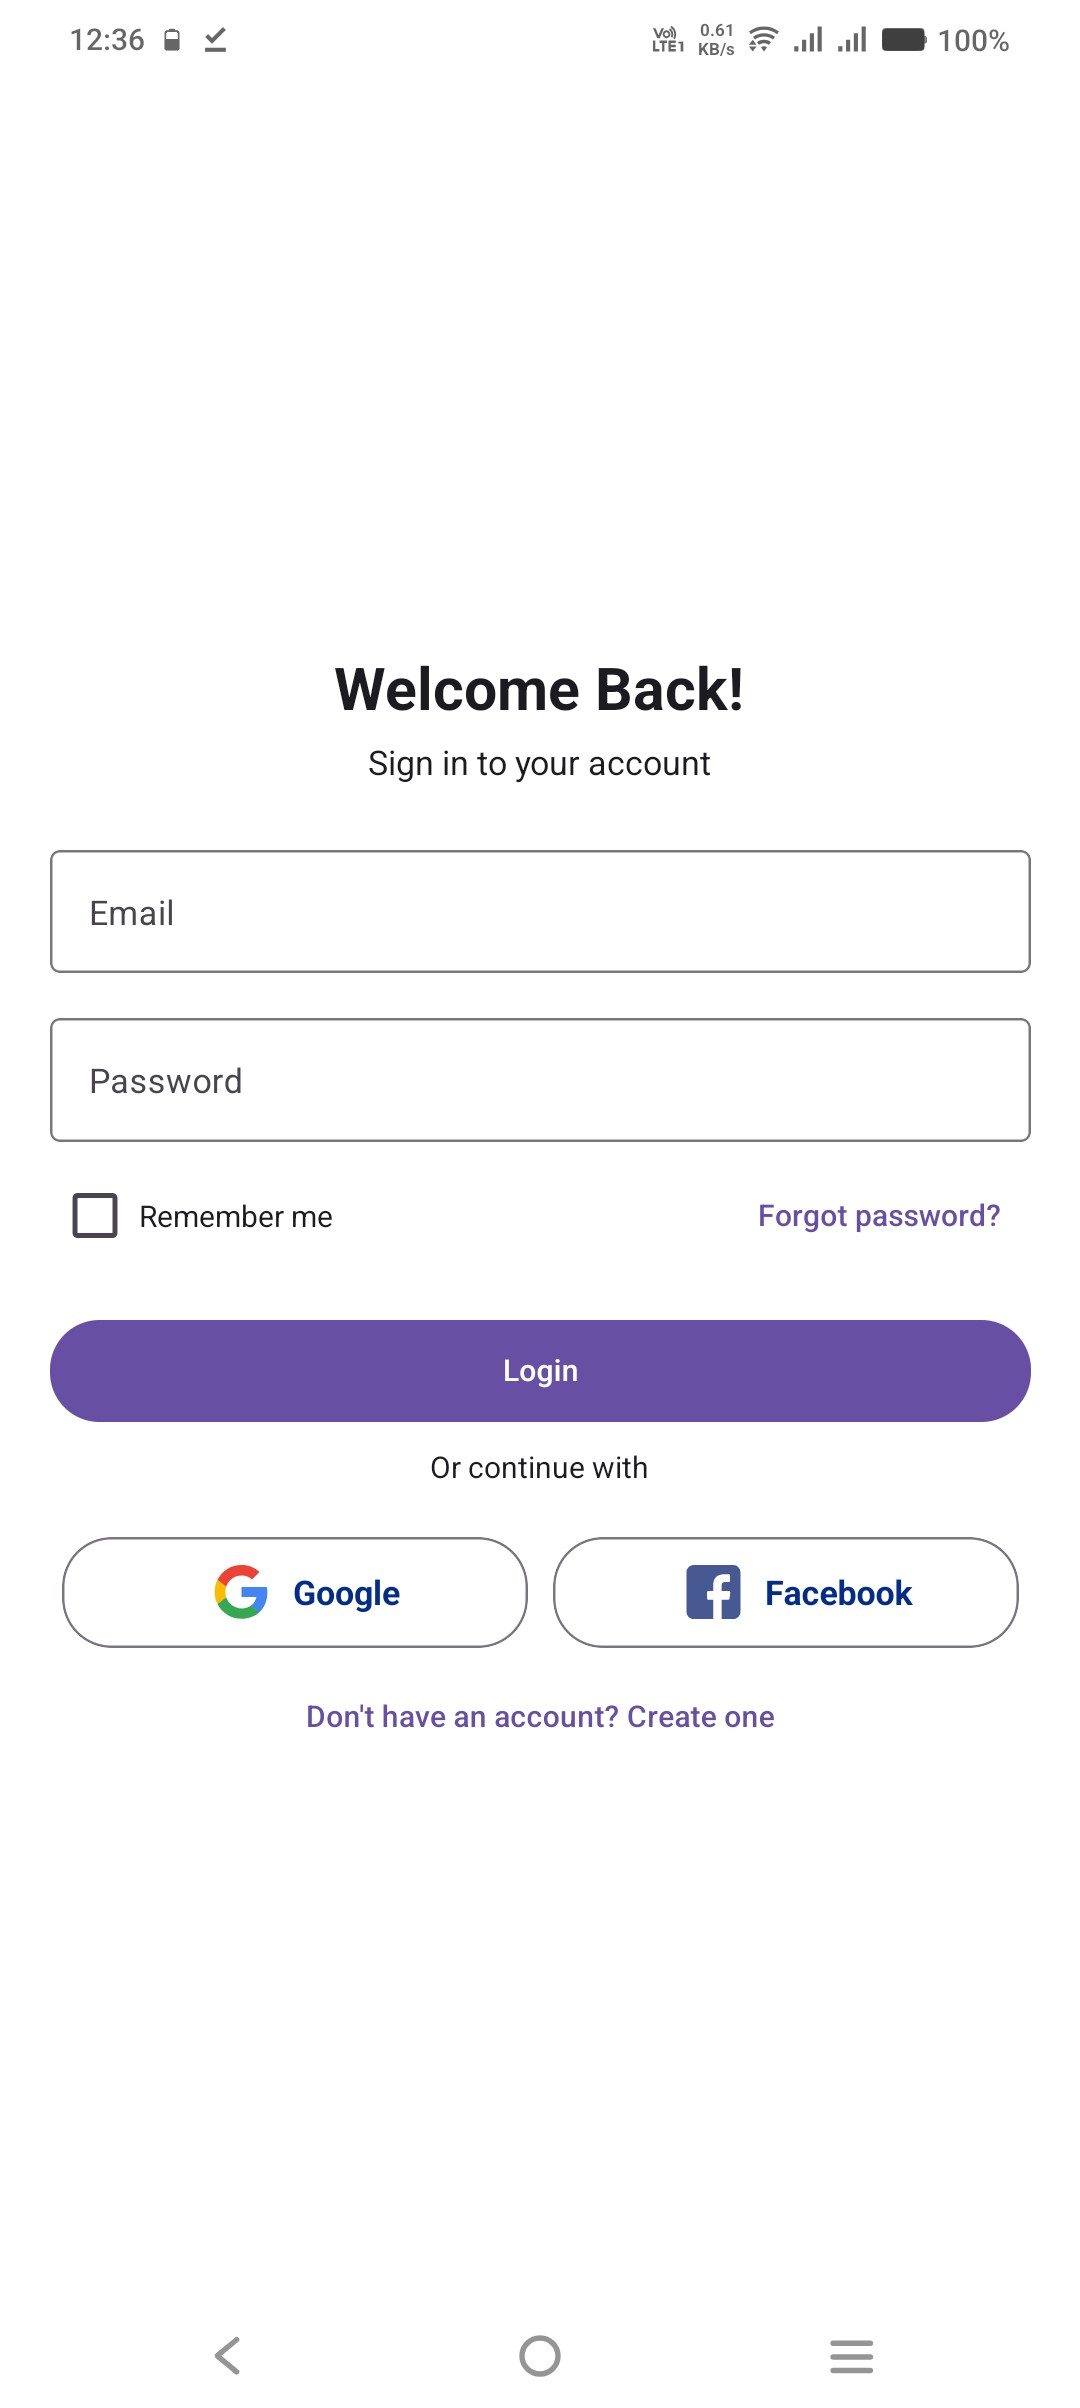 12:36
Vo)) LTE1 0.61 KB/s 100%
Welcome Back!
Sign in to your account
Email
Password
Remember me Forgot password?
Login
Or continue with
Google Facebook
Don't have an account? Create one